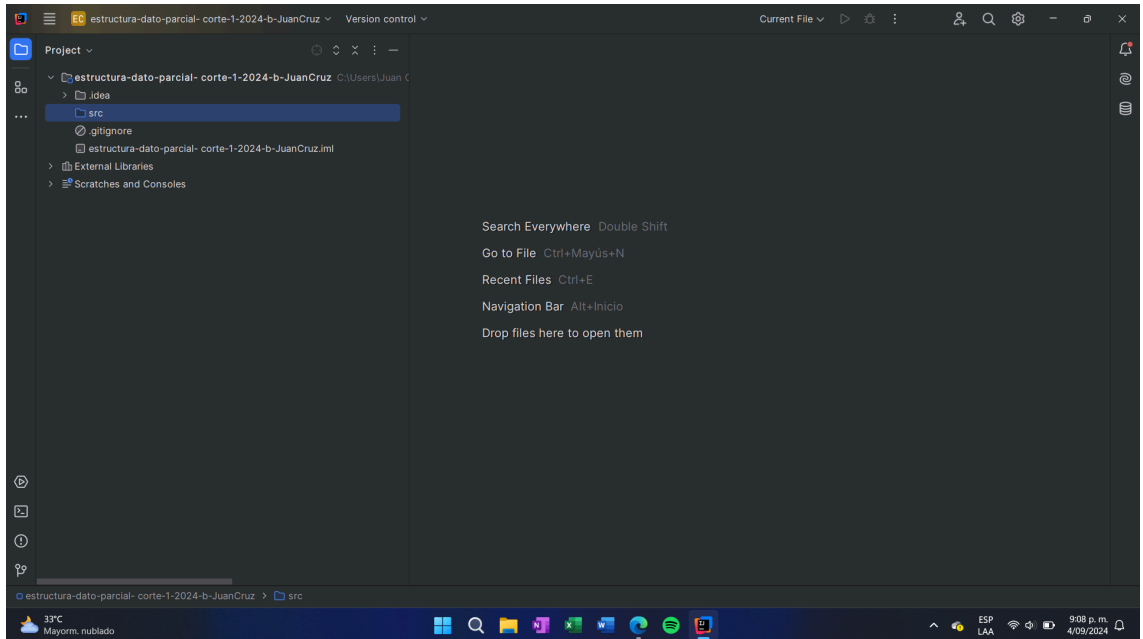 EC estructura-dato-parcial- corte-1-2024-b-JuanCruz Version control Current File
Project
estructura-dato-parcial- corte-1-2024-b-JuanCruz C:\Users\Juan C
.idea
src
.gitignore
estructura-dato-parcial- corte-1-2024-b-JuanCruz.iml
External Libraries
Scratches and Consoles
Search Everywhere Double Shift
Go to File Ctrl+Mayús+N
Recent Files Ctrl+E
Navigation Bar Alt+Inicio
Drop files here to open them
estructura-dato-parcial- corte-1-2024-b-JuanCruz > src
33°C
Mayorm. nublado
ESP
LAA
9:08 p. m.
4/09/2024